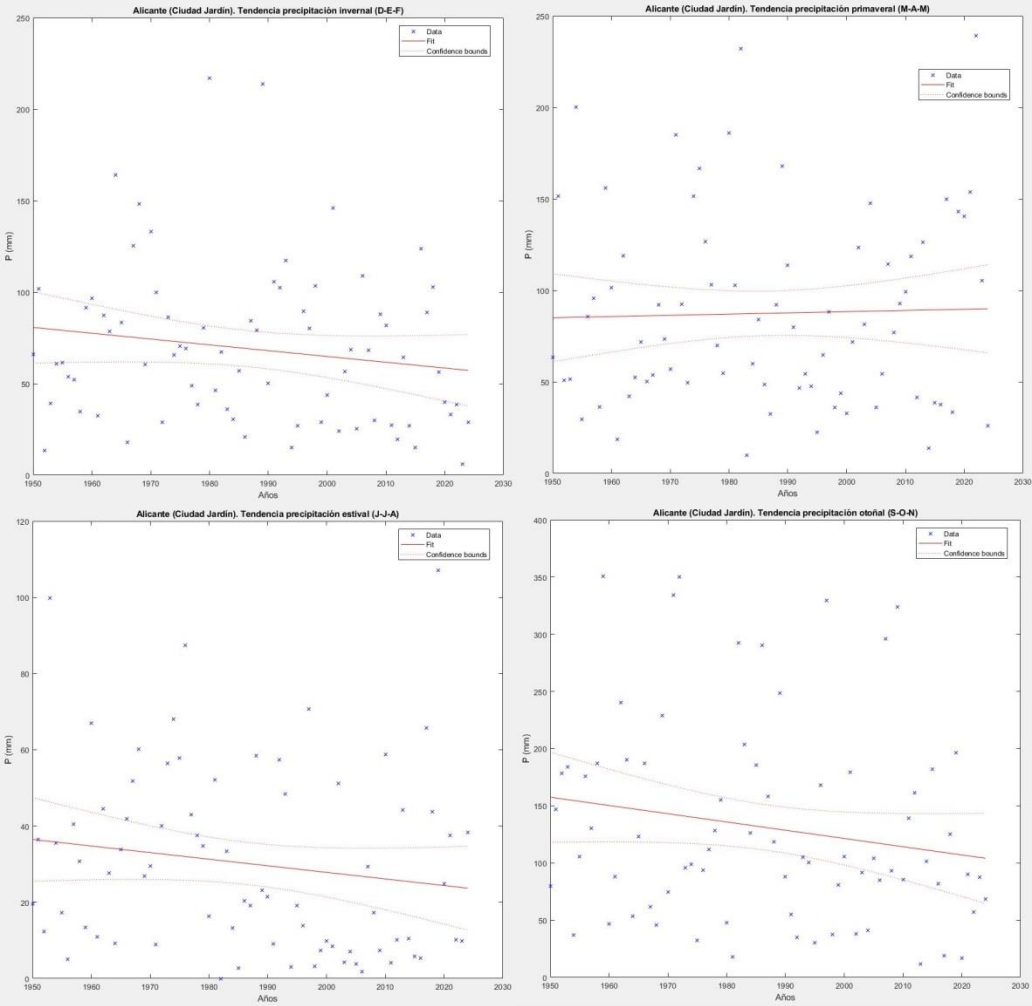 Alicante (Ciudad Jardín). Tendencia precipitación invernal (D-E-F)
250
200
150
100
50
0
P (mm)
Data
Fit
Confidence bounds
1950 1960 1970 1980 1990 2000 2010 2020 2030
Años
Alicante (Ciudad Jardín). Tendencia precipitación primaveral (M-A-M)
250
200
150
100
50
0
P (mm)
Data
Fit
Confidence bounds
1950 1960 1970 1980 1990 2000 2010 2020 2030
Años
Alicante (Ciudad Jardín). Tendencia precipitación estival (J-J-A)
120
100
80
60
40
20
0
P (mm)
Data
Fit
Confidence bounds
1950 1960 1970 1980 1990 2000 2010 2020 2030
Años
Alicante (Ciudad Jardín). Tendencia precipitación otoñal (S-O-N)
400
350
300
250
200
150
100
50
0
P (mm)
Data
Fit
Confidence bounds
1950 1960 1970 1980 1990 2000 2010 2020 2030
Años